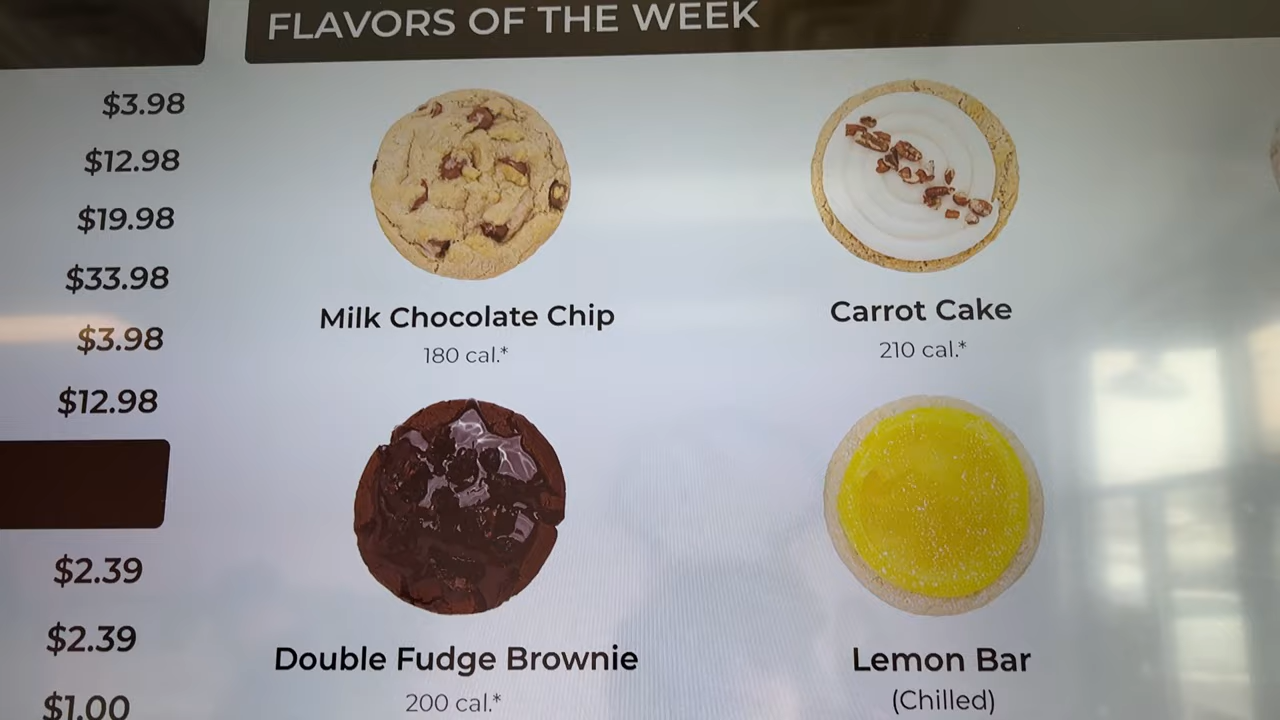 FLAVORS OF THE WEEK
$3.98
$12.98
$19.98
$33.98
$3.98
$12.98
$2.39
$2.39
$1.00
Milk Chocolate Chip
180 cal.*
Carrot Cake
210 cal.*
Double Fudge Brownie
200 cal.*
Lemon Bar
(Chilled)